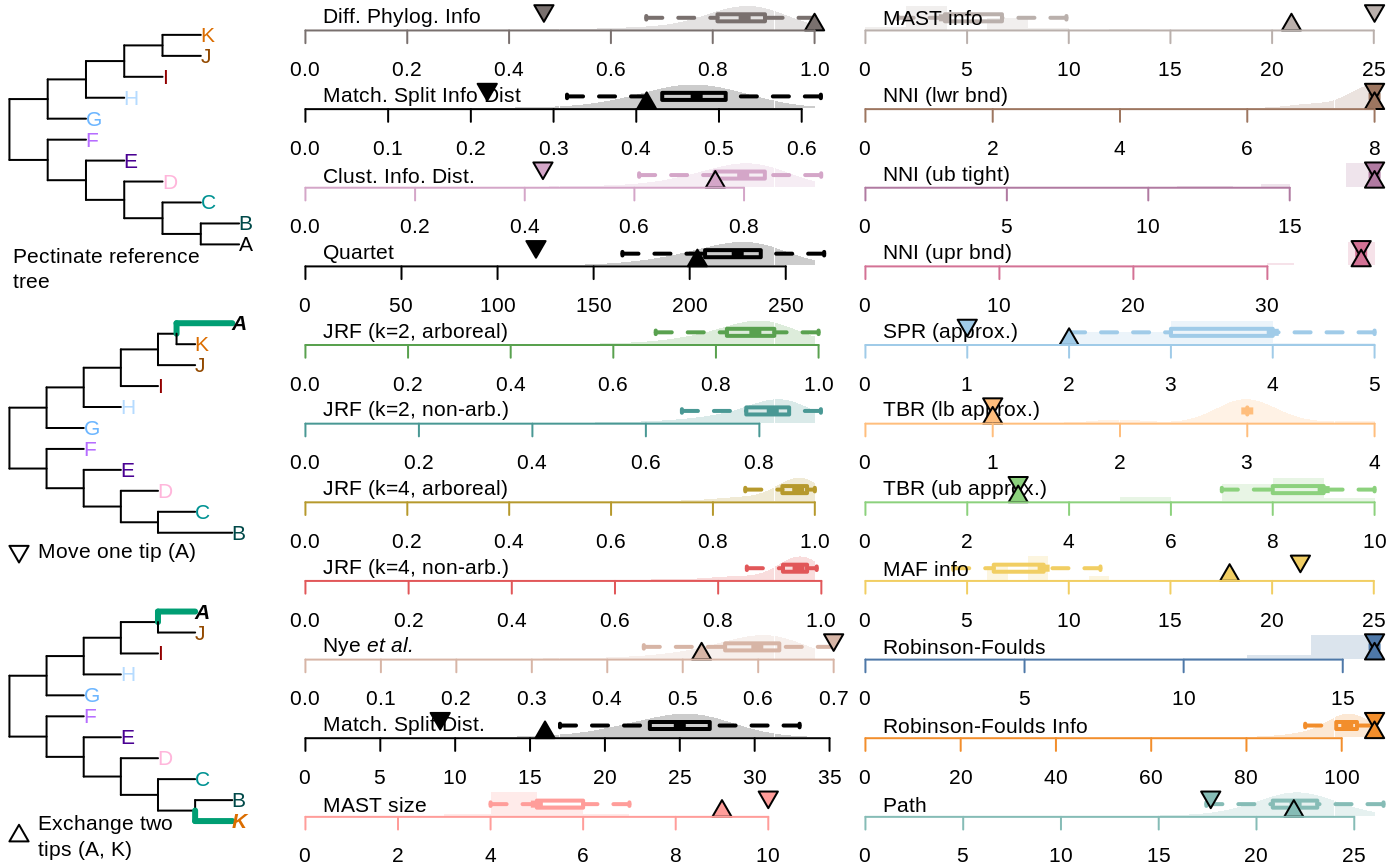 K
J
I
H
G
F
E
D
C
B
A
Pectinate reference
tree
A
K
J
I
H
G
F
E
D
C
B
Move one tip (A)
A
J
I
H
G
F
E
D
C
B
K
Exchange two
tips (A, K)
Diff. Phylog. Info
0.0 0.2 0.4 0.6 0.8 1.0
Match. Split Info Dist
0.0 0.1 0.2 0.3 0.4 0.5 0.6
Clust. Info. Dist.
0.0 0.2 0.4 0.6 0.8
Quartet
0 50 100 150 200 250
JRF (k=2, arboreal)
0.0 0.2 0.4 0.6 0.8 1.0
JRF (k=2, non-arb.)
0.0 0.2 0.4 0.6 0.8
JRF (k=4, arboreal)
0.0 0.2 0.4 0.6 0.8 1.0
JRF (k=4, non-arb.)
0.0 0.2 0.4 0.6 0.8 1.0
Nye et al.
0.0 0.1 0.2 0.3 0.4 0.5 0.6 0.7
Match. Split Dist.
0 5 10 15 20 25 30 35
MAST size
0 2 4 6 8 10
MAST info
0 5 10 15 20 25
NNI (lwr bnd)
0 2 4 6 8
NNI (ub tight)
0 5 10 15
NNI (upr bnd)
0 10 20 30
SPR (approx.)
0 1 2 3 4 5
TBR (lb approx.)
0 1 2 3 4
TBR (ub approx.)
0 2 4 6 8 10
MAF info
0 5 10 15 20 25
Robinson-Foulds
0 5 10 15
Robinson-Foulds Info
0 20 40 60 80 100
Path
0 5 10 15 20 25